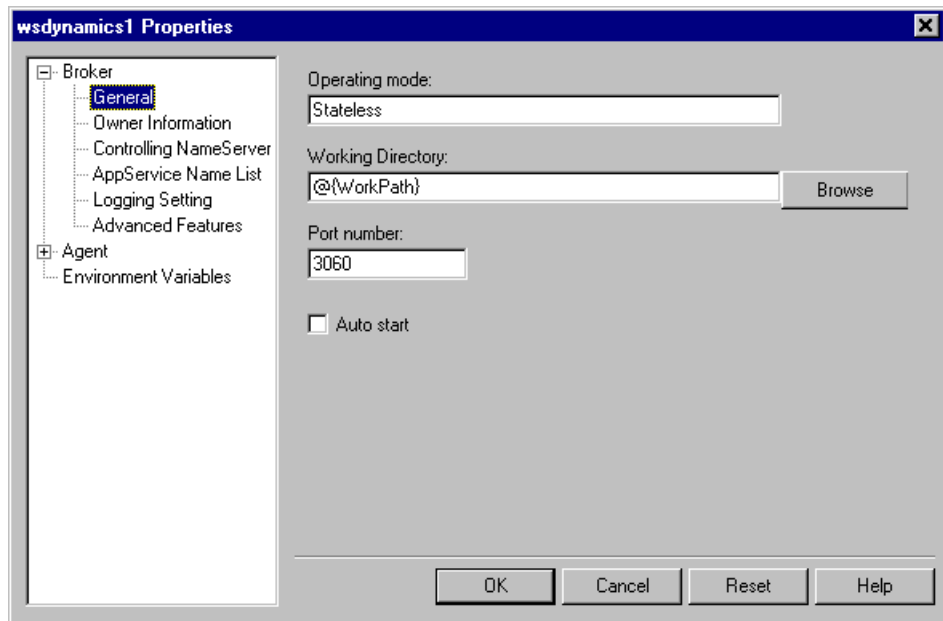 wsdynamics1 Properties
Broker
General
Owner Information
Controlling NameServer
AppService Name List
Logging Setting
Advanced Features
Agent
Environment Variables
Operating mode:
Stateless
Working Directory:
@{WorkPath}
Browse
Port number:
3060
Auto start
OK
Cancel
Reset
Help